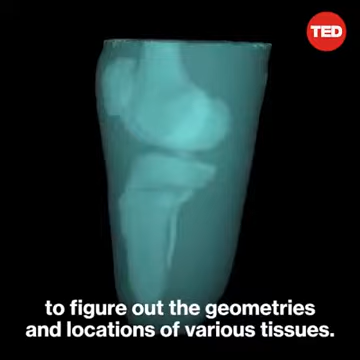 TED
to figure out the geometries
and locations of various tissues.